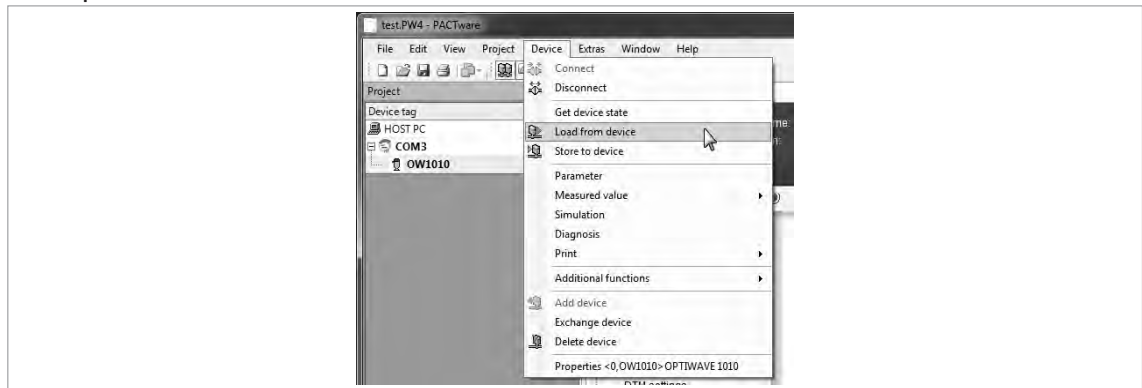 test.PW4 - PACTware
File Edit View Project Device Extras Window Help
Project
Device tag
HOST PC
COM3
OW1010
Connect
Disconnect
Get device state
Load from device
Store to device
Parameter
Measured value
Simulation
Diagnosis
Print
Additional functions
Add device
Exchange device
Delete device
Properties <0,OW1010> OPTIWAVE 1010
DTM settings